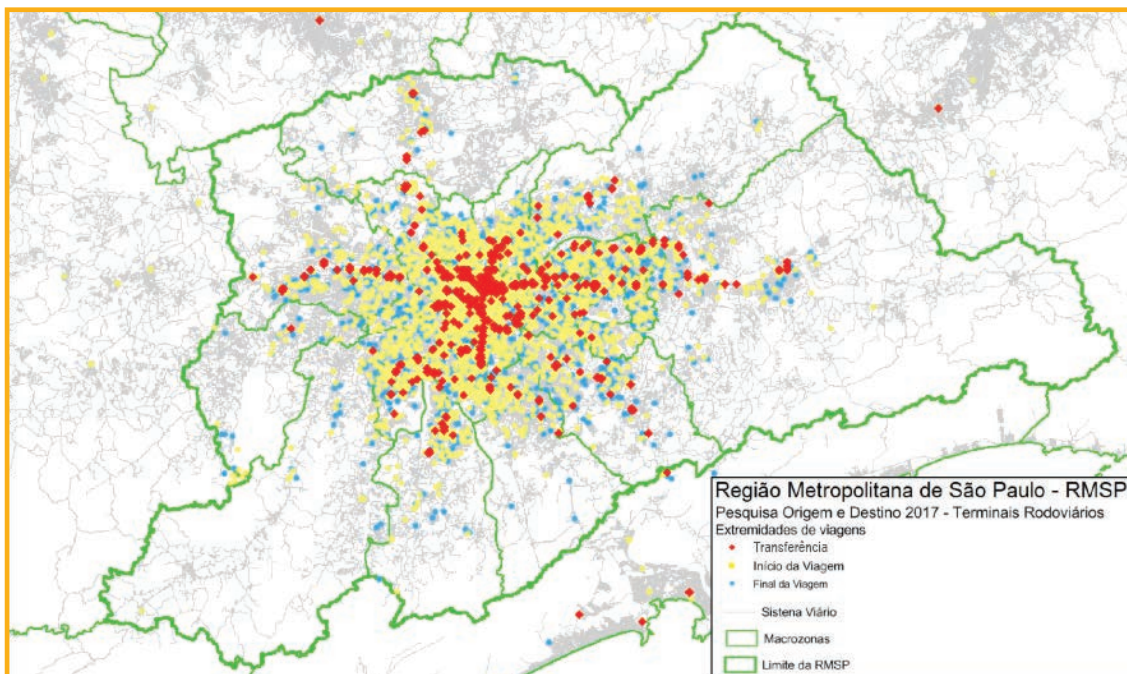 Região Metropolitana de São Paulo - RMSP
Pesquisa Origem e Destino 2017 - Terminais Rodoviários
Extremidades de viagens
Transferência
Início da Viagem
Final da Viagem
Sistena Viário
Macrozonas
Limite da RMSP